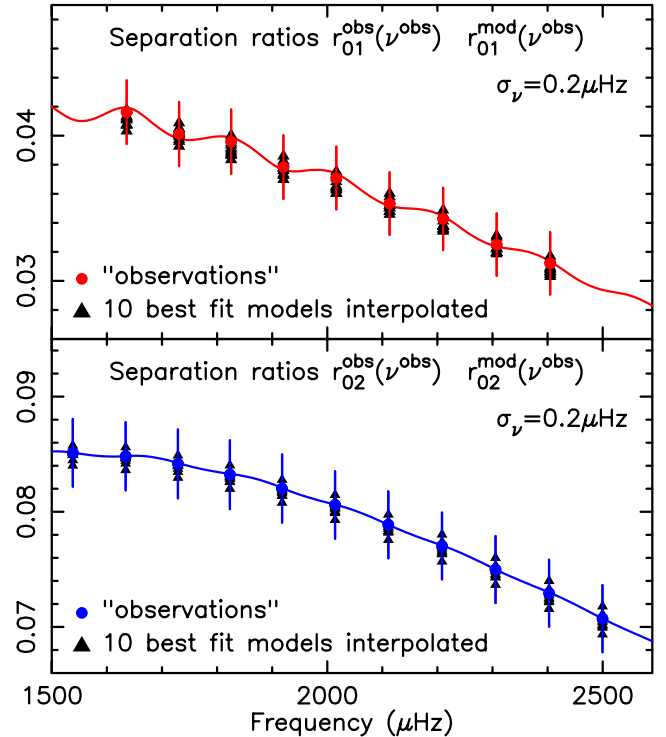 Separation ratios r₀₁ᵒᵇˢ(νᵒᵇˢ) r₀₁ᵐᵒᵈ(νᵒᵇˢ)
σᵥ=0.2μHz
0.04
0.03
"observations"
10 best fit models interpolated
Separation ratios r₀₂ᵒᵇˢ(νᵒᵇˢ) r₀₂ᵐᵒᵈ(νᵒᵇˢ)
σᵥ=0.2μHz
0.09
0.08
0.07
"observations"
10 best fit models interpolated
1500 2000 2500
Frequency (μHz)